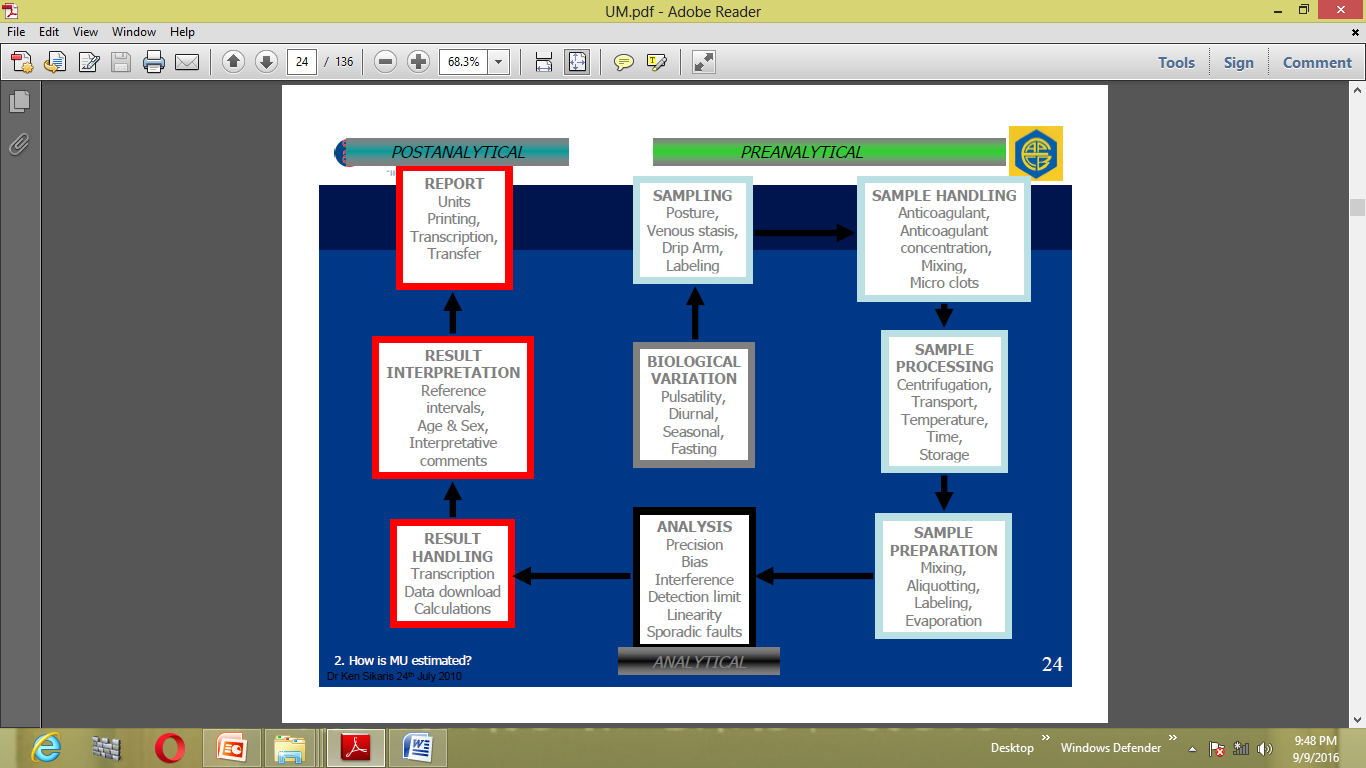 UM.pdf - Adobe Reader
File Edit View Window Help
24 / 136
68.3%
Tools Sign Comment
POSTANALYTICAL
PREANALYTICAL
REPORT
Units
Printing,
Transcription,
Transfer
SAMPLING
Posture,
Venous stasis,
Drip Arm,
Labeling
SAMPLE HANDLING
Anticoagulant,
Anticoagulant
concentration,
Mixing,
Micro clots
RESULT
INTERPRETATION
Reference
intervals,
Age & Sex,
Interpretative
comments
BIOLOGICAL
VARIATION
Pulsatility,
Diurnal,
Seasonal,
Fasting
SAMPLE
PROCESSING
Centrifugation,
Transport,
Temperature,
Time,
Storage
RESULT
HANDLING
Transcription
Data download
Calculations
ANALYSIS
Precision
Bias
Interference
Detection limit
Linearity
Sporadic faults
SAMPLE
PREPARATION
Mixing,
Aliquotting,
Labeling,
Evaporation
ANALYTICAL
2. How is MU estimated?
Dr Ken Sikaris 24th July 2010
24
Desktop
Windows Defender
9:48 PM
9/9/2016